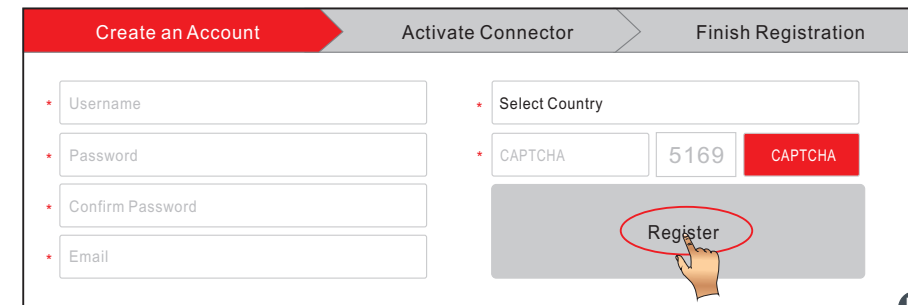 Create an Account
Activate Connector
Finish Registration
* Username
* Select Country
* Password
* CAPTCHA
5169
CAPTCHA
* Confirm Password
Register
* Email